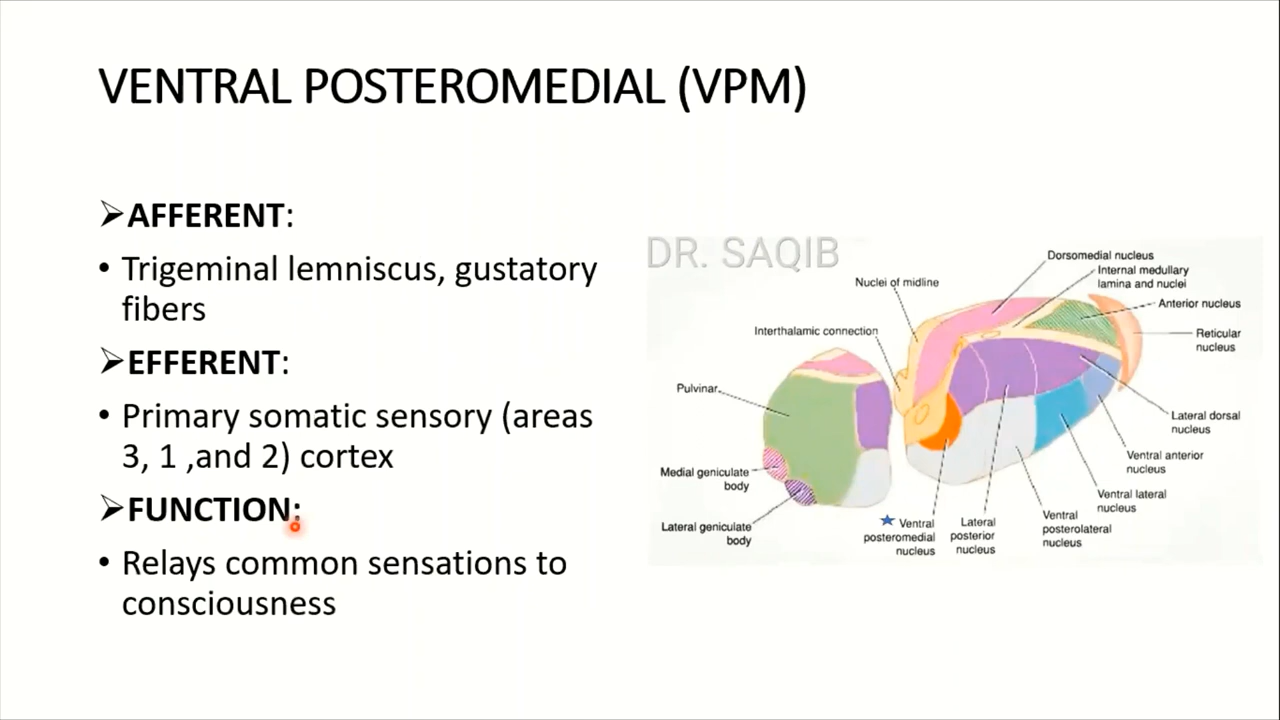 VENTRAL POSTEROMEDIAL (VPM)
➢AFFERENT:
• Trigeminal lemniscus, gustatory
fibers
➢EFFERENT:
• Primary somatic sensory (areas
3, 1 ,and 2) cortex
➢FUNCTION:
• Relays common sensations to
consciousness
DR. SAQIB
Dorsomedial nucleus
Internal medullary
lamina and nuclei
Nuclei of midline
Anterior nucleus
Interthalamic connection
Reticular
nucleus
Pulvinar
Lateral dorsal
nucleus
Ventral anterior
nucleus
Medial geniculate
body
Ventral lateral
nucleus
Lateral geniculate
body
Ventral
posteromedial
nucleus
Lateral
posterior
nucleus
Ventral
posterolateral
nucleus